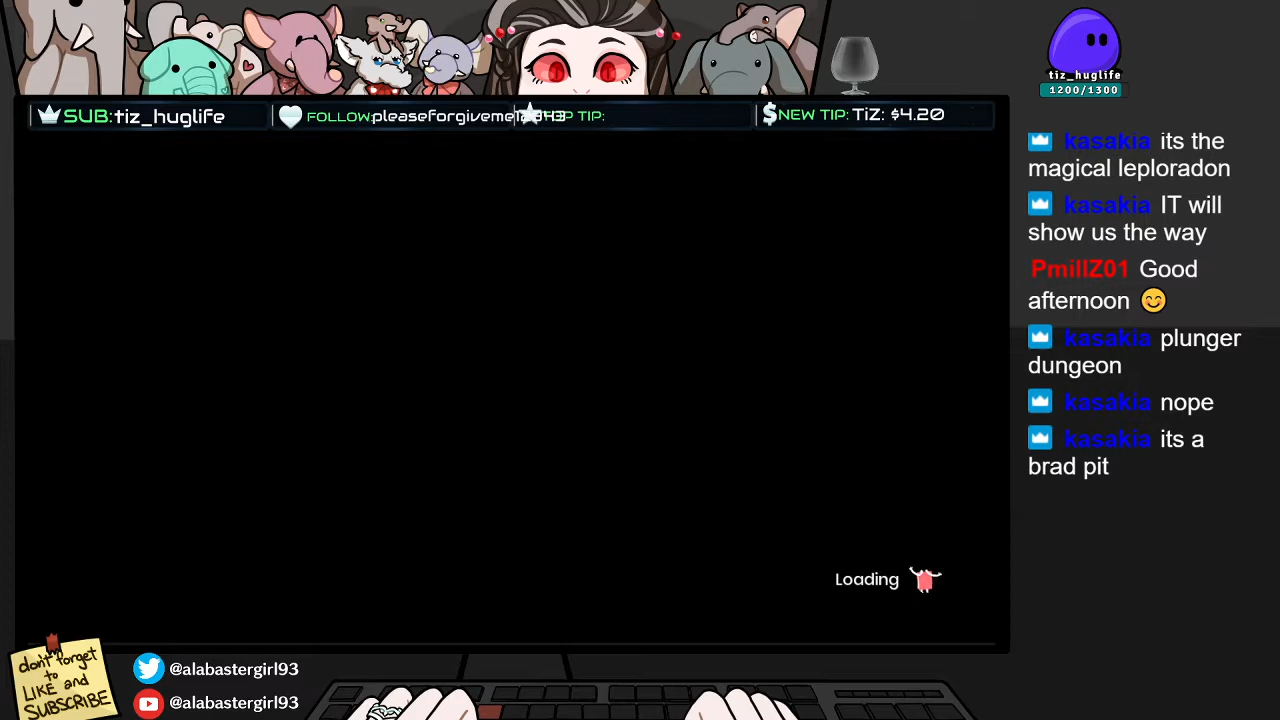 tiz_huglife
1200/1300
SUB:tiz_huglife
FOLLOW:pleaseforgiveme
TIP:
NEW TIP: TiZ: $4.20
kasakia its the
magical leploradon
kasakia IT will
show us the way
PmillZ01 Good
afternoon 😊
kasakia plunger
dungeon
kasakia nope
kasakia its a
brad pit
Loading
don't forget
to
LIKE and
SUBSCRIBE
@alabastergirl93
@alabastergirl93